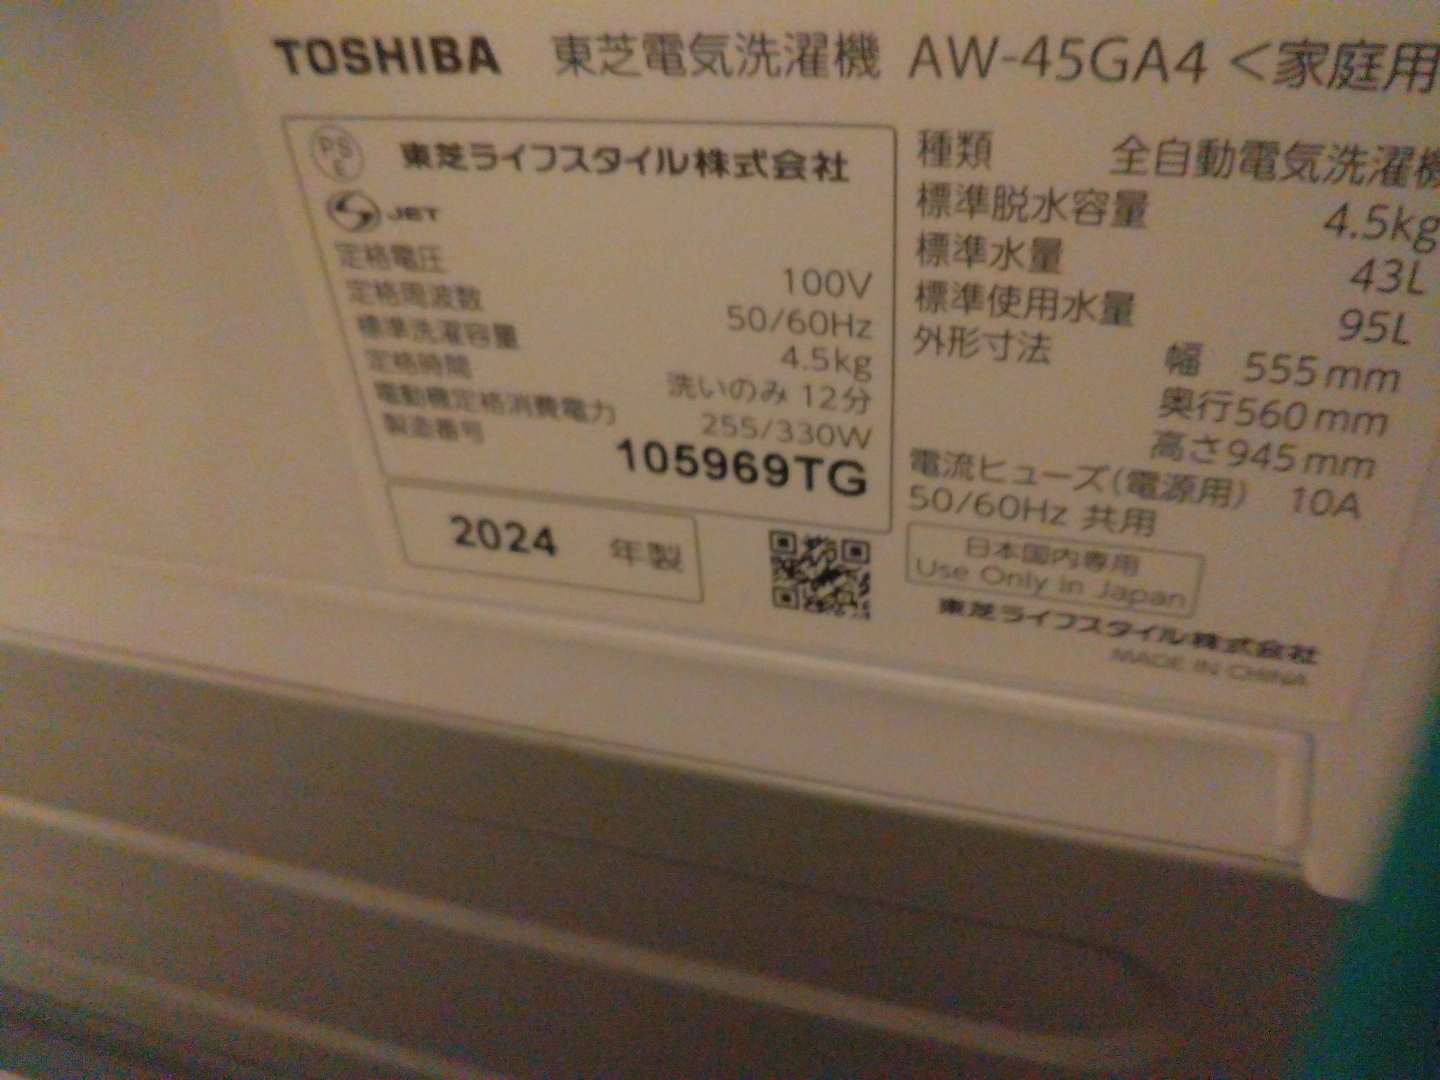 TOSHIBA 東芝電気洗濯機 AW-45GA4 <家庭用
PS E
東芝ライフスタイル株式会社
JET
定格電圧 100V
定格周波数 50/60Hz
標準洗濯容量 4.5kg
定格時間 洗いのみ 12分
電動機定格消費電力 255/330W
製造番号 105969TG
2024 年製
種類 全自動電気洗濯機
標準脱水容量 4.5kg
標準水量 43L
標準使用水量 95L
外形寸法 幅 555mm
奥行560mm
高さ945mm
電流ヒューズ(電源用) 10A
50/60Hz 共用
日本国内専用
Use Only in Japan
東芝ライフスタイル株式会社
MADE IN CHINA